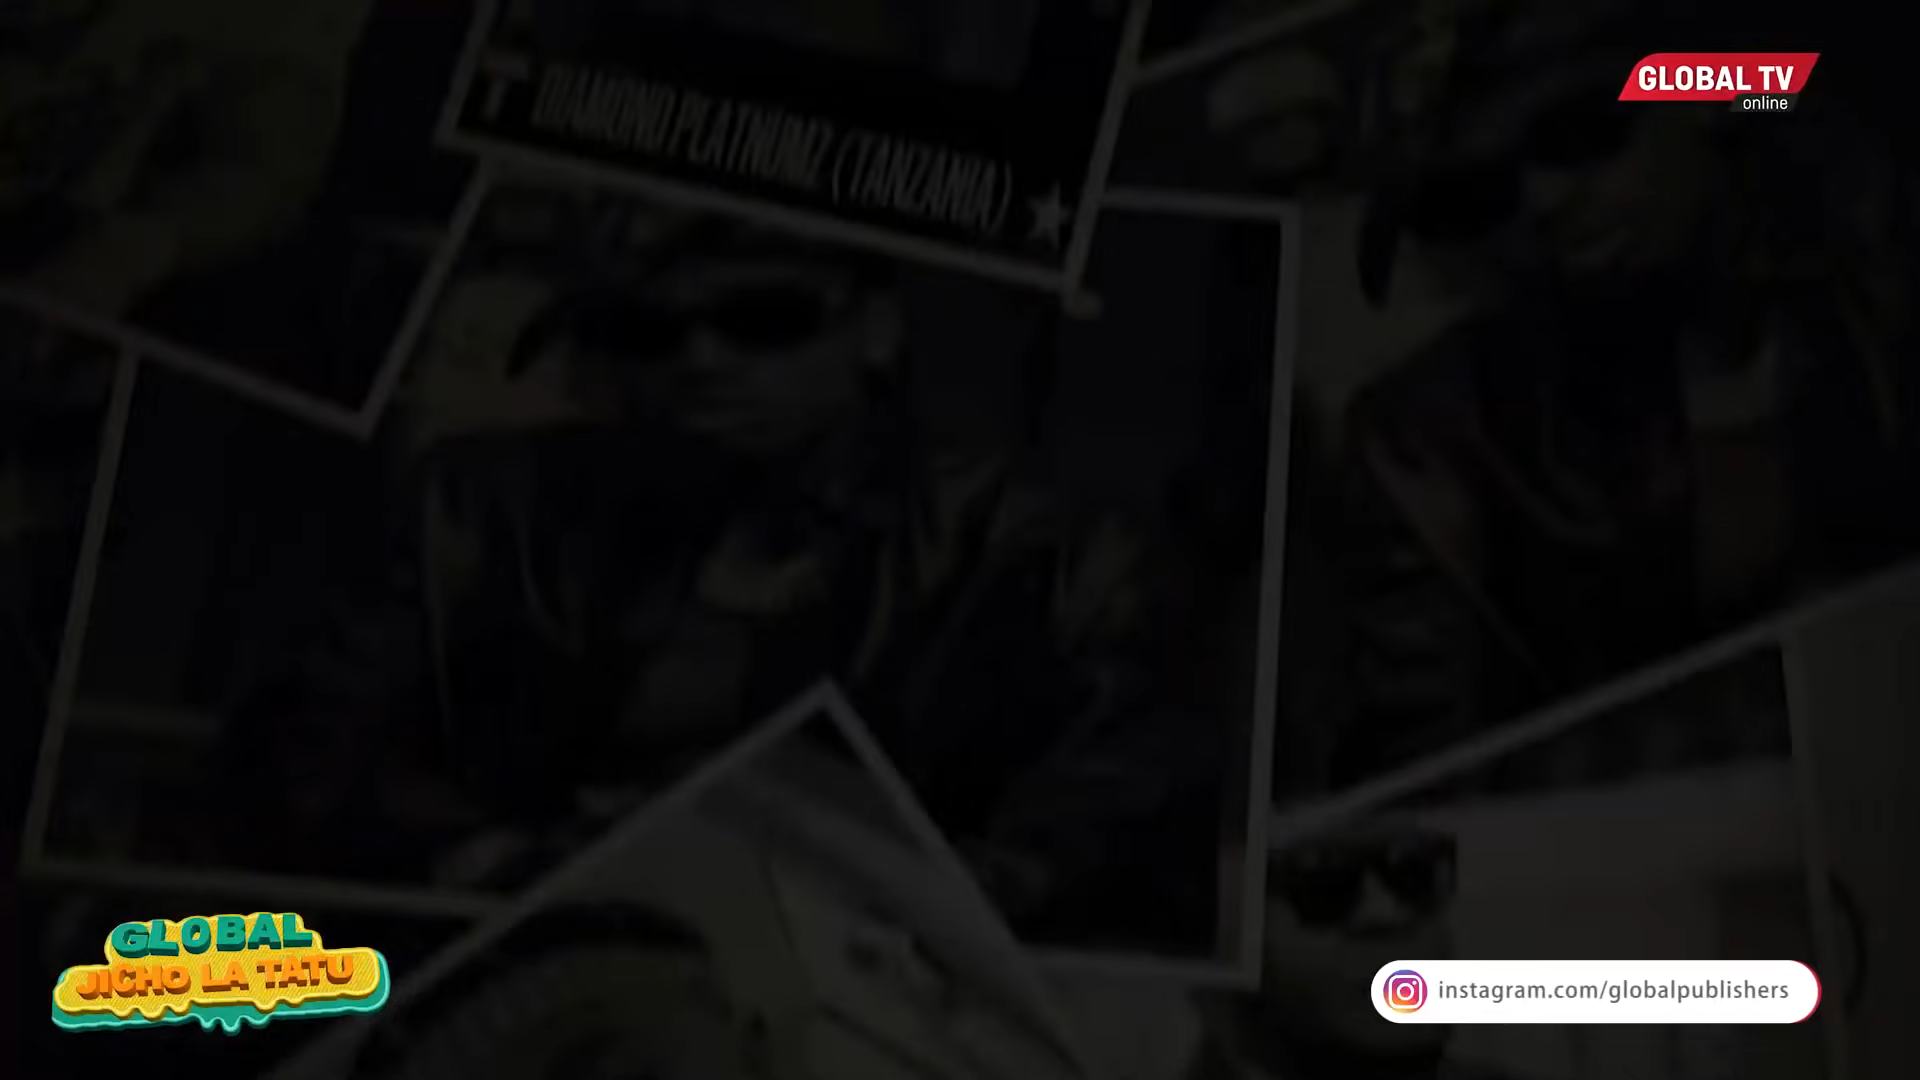 GLOBAL TV
online
DIAMOND PLATNUMZ (TANZANIA)
GLOBAL
JICHO LA TATU
instagram.com/globalpublishers